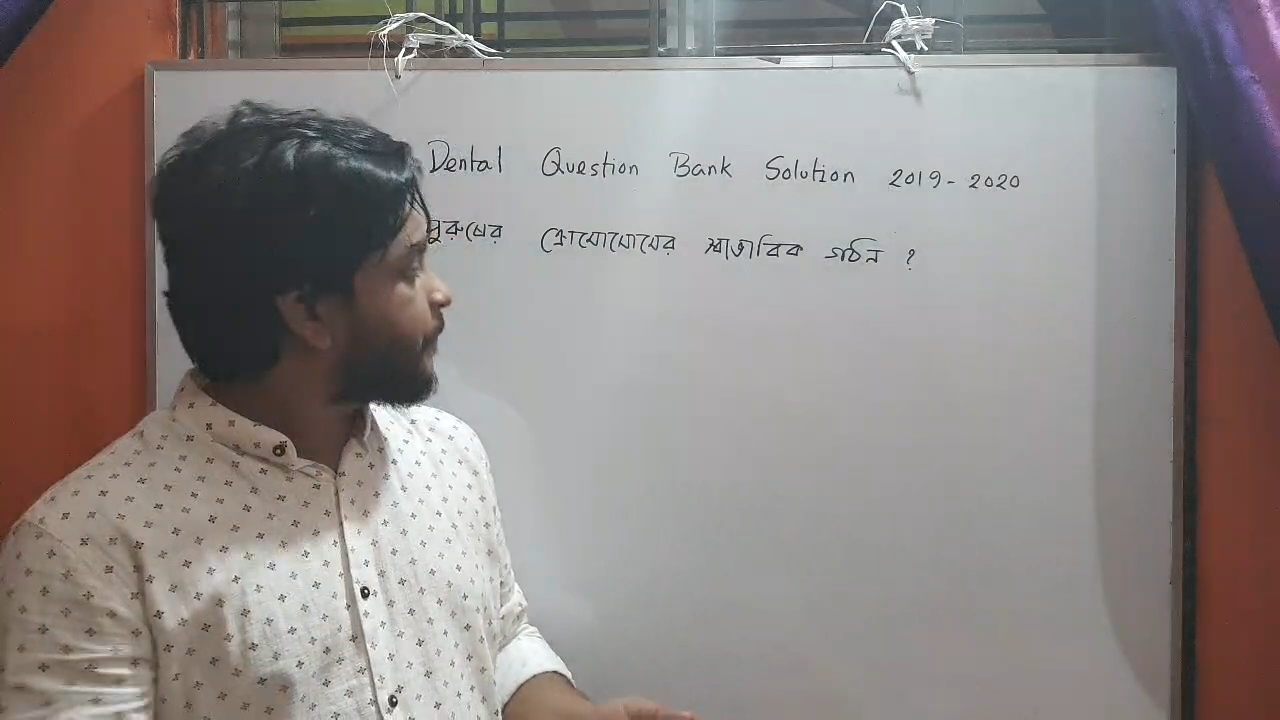 Dental Question Bank Solution 2019-2020
পুরুষের ক্রোমোসোমের স্বাভাবিক গঠন ?